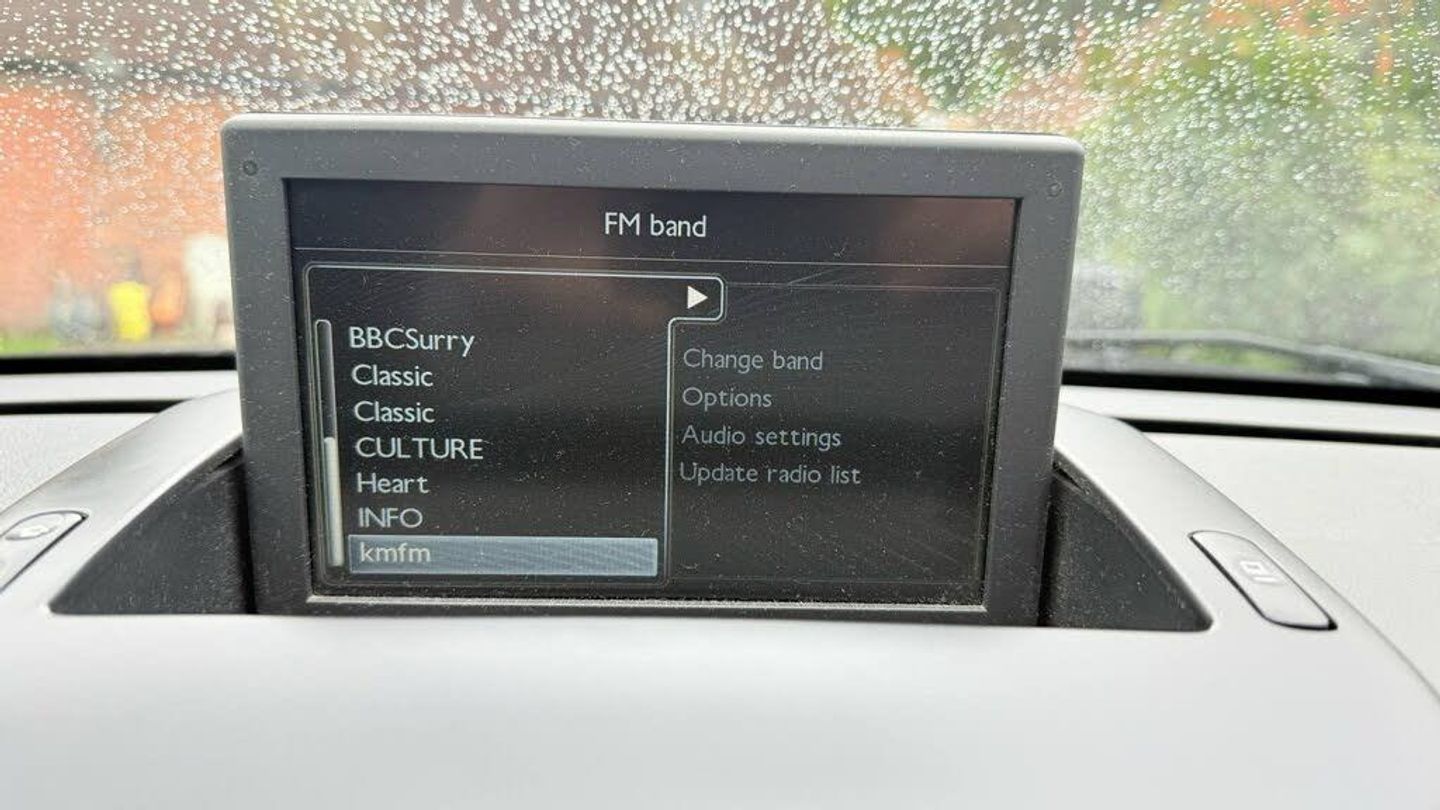 FM band
BBCSurry
Classic
Classic
CULTURE
Heart
INFO
kmfm
Change band
Options
Audio settings
Update radio list